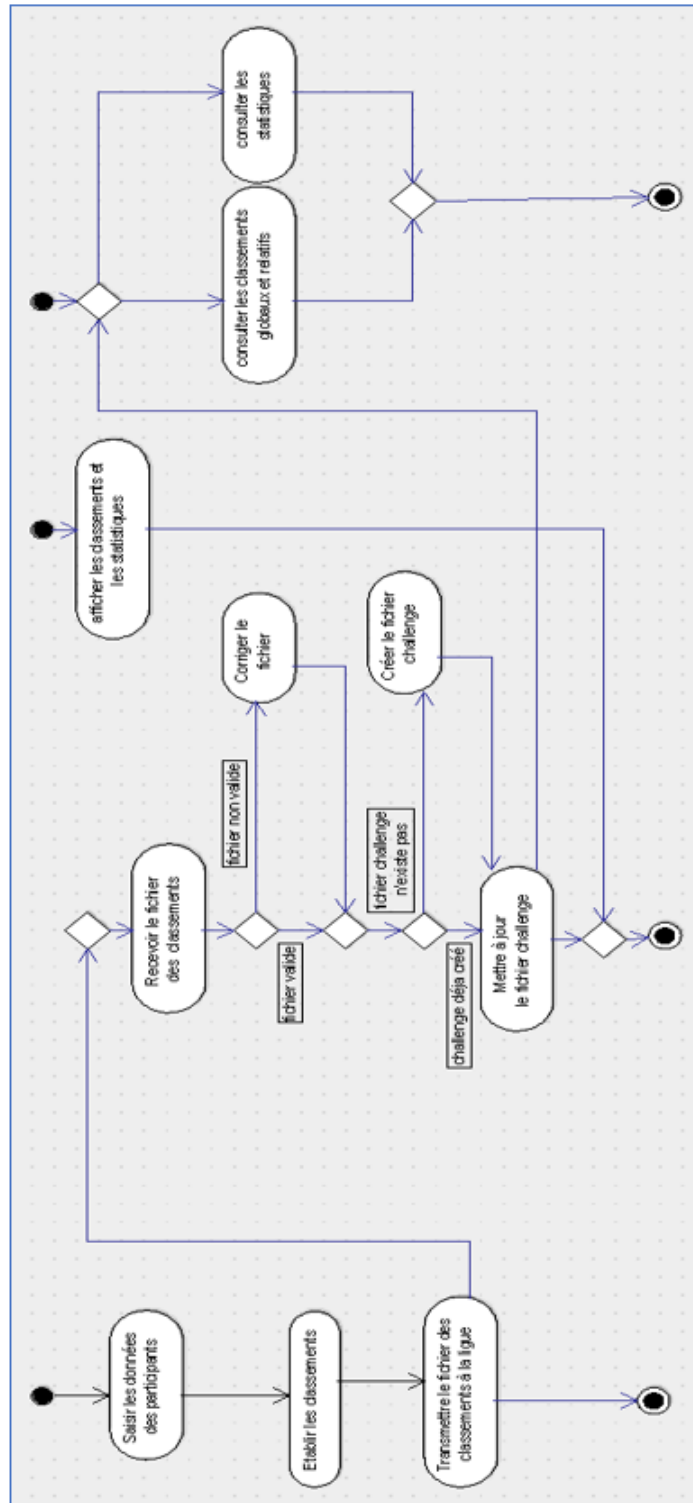 Saisir les données
des participants
Etablir les classements
Transmettre le fichier des
classements à la ligue
Recevoir le fichier
des classements
fichier non valide
fichier valide
Corriger le
fichier
fichier challenge
n'existe pas
challenge déja créé
Créer le fichier
challenge
Mettre à jour
le fichier challenge
afficher les classements et
les statistiques
consulter les classements
globaux et relatifs
consulter les
statistiques